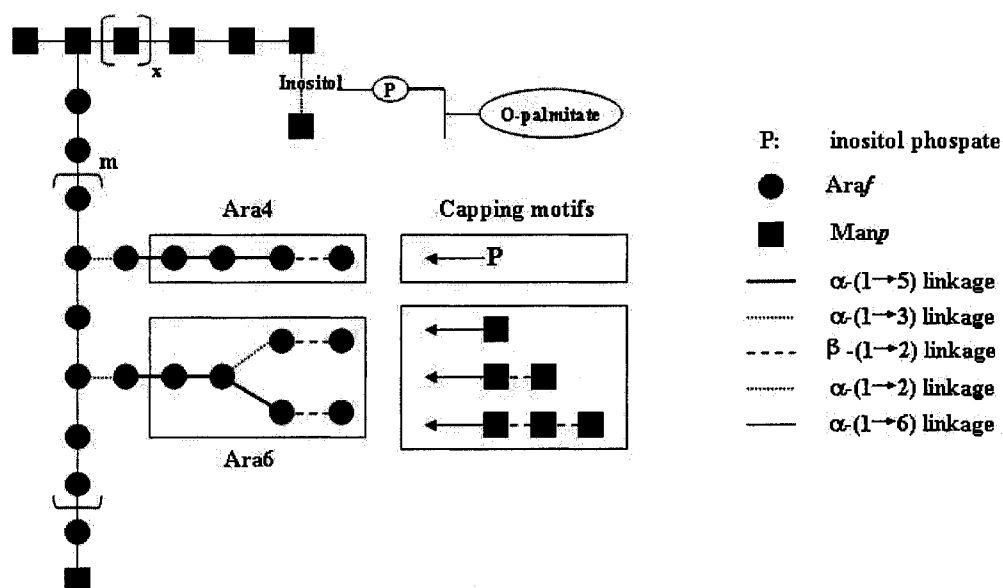 x
Inositol
P
O-palmitate
m
Ara4
Capping motifs
P
Ara6
P: inositol phospate
Araf
Manp
α-(1→5) linkage
α-(1→3) linkage
β-(1→2) linkage
α-(1→2) linkage
α-(1→6) linkage